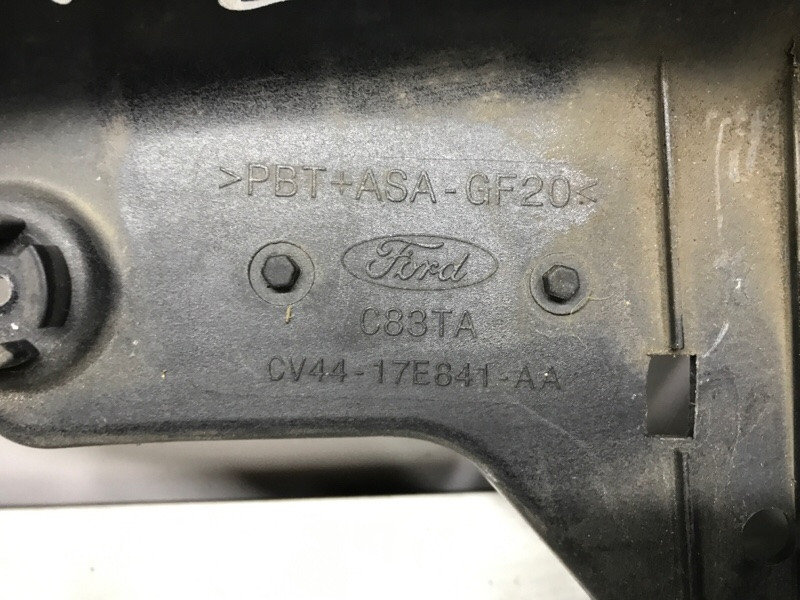 >PBT+ASA-GF20<
Ford
C83TA
CV44-17E841-AA